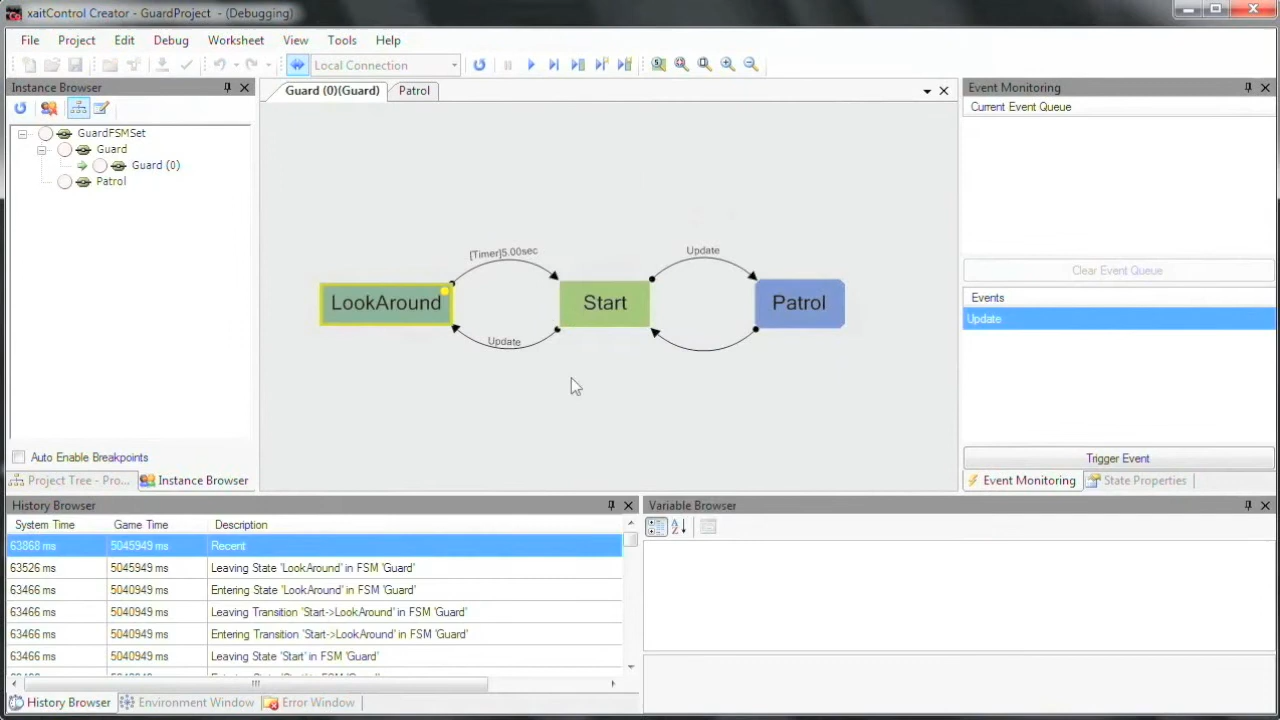 xaitControl Creator - GuardProject - (Debugging)
File Project Edit Debug Worksheet View Tools Help
Local Connection
Instance Browser
GuardFSMSet
Guard
Guard (0)
Patrol
Auto Enable Breakpoints
Project Tree - Pro... Instance Browser
Guard (0)(Guard) Patrol
[Timer]5.00sec
Update
LookAround
Start
Patrol
Update
Event Monitoring
Current Event Queue
Clear Event Queue
Events
Update
Trigger Event
Event Monitoring State Properties
History Browser
System Time Game Time Description
63868 ms 5045949 ms Recent
63526 ms 5045949 ms Leaving State 'LookAround' in FSM 'Guard'
63466 ms 5040949 ms Entering State 'LookAround' in FSM 'Guard'
63466 ms 5040949 ms Leaving Transition 'Start->LookAround' in FSM 'Guard'
63466 ms 5040949 ms Entering Transition 'Start->LookAround' in FSM 'Guard'
63466 ms 5040949 ms Leaving State 'Start' in FSM 'Guard'
History Browser Environment Window Error Window
Variable Browser